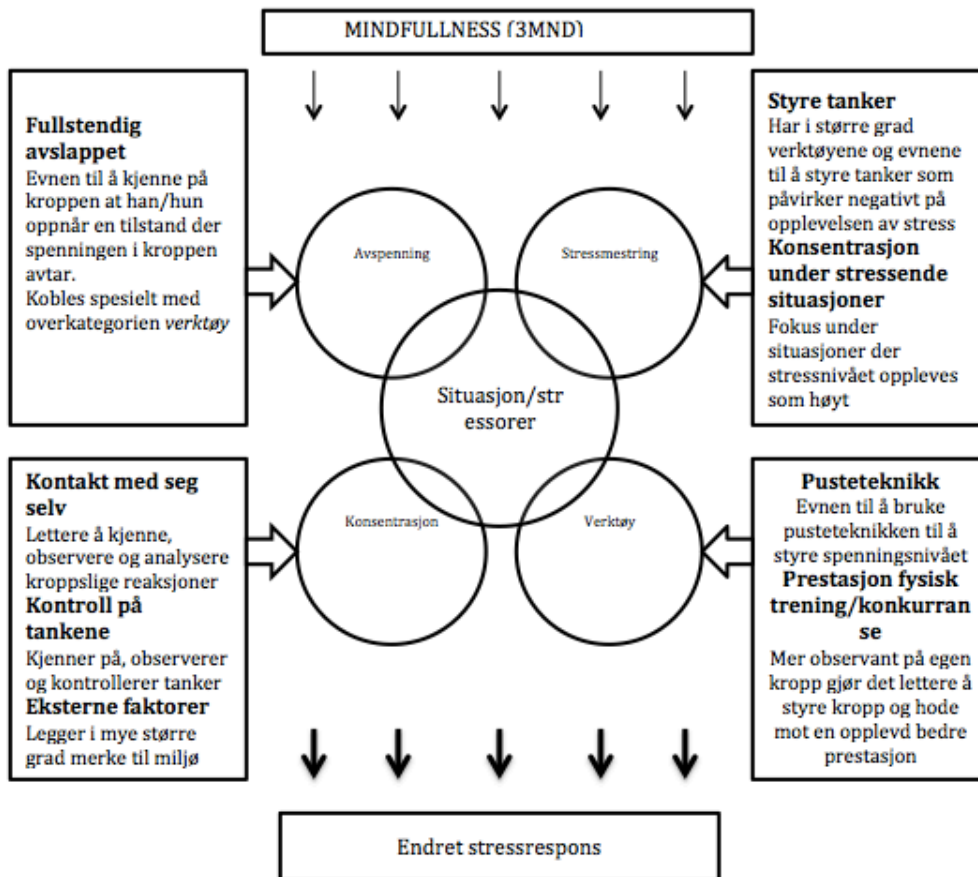 MINDFULLNESS (3MND)
Fullstendig
avslappet
Evnen til å kjenne på
kroppen at han/hun
oppnår en tilstand der
spenningen i kroppen
avtar.
Kobles spesielt med
overkategorien verktøy
Styre tanker
Har i større grad
verktøyene og evnene
til å styre tanker som
påvirker negativt på
opplevelsen av stress
Konsentrasjon
under stressende
situasjoner
Fokus under
situasjoner der
stressnivået oppleves
som høyt
Avspenning
Stressmestring
Situasjon/str
essorer
Konsentrasjon
Verktøy
Kontakt med seg
selv
Lettere å kjenne,
observere og analysere
kroppslige reaksjoner
Kontroll på
tankene
Kjenner på, observerer
og kontrollerer tanker
Eksterne faktorer
Legger i mye større
grad merke til miljø
Pusteteknikk
Evnen til å bruke
pusteteknikken til å
styre spenningsnivået
Prestasjon fysisk
trening/konkurran
se
Mer observant på egen
kropp gjør det lettere å
styre kropp og hode
mot en opplevd bedre
prestasjon
Endret stressrespons